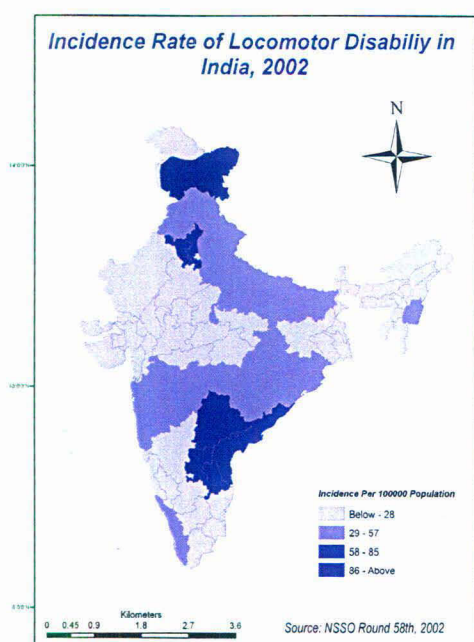 Incidence Rate of Locomotor Disabiliy in
India, 2002
N
Incidence Per 100000 Population
Below - 28
29 - 57
58 - 85
86 - Above
Kilometers
0 0.45 0.9 1.8 2.7 3.6
Source: NSSO Round 58th, 2002